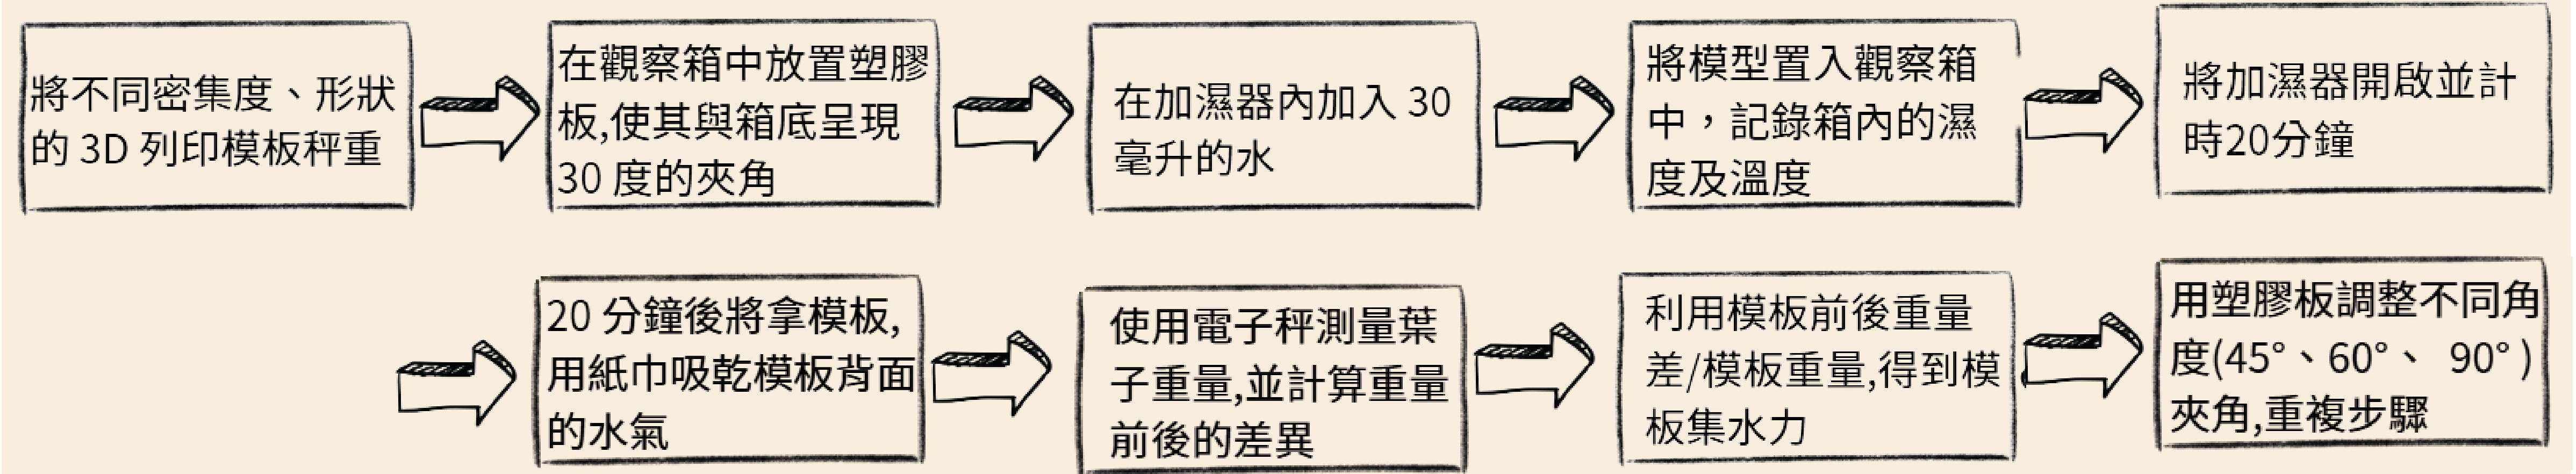 將不同密集度、形狀
的 3D 列印模板秤重
在觀察箱中放置塑膠
板,使其與箱底呈現
30 度的夾角
在加濕器內加入 30
毫升的水
將模型置入觀察箱
中，記錄箱內的濕
度及溫度
將加濕器開啟並計
時20分鐘
20 分鐘後將拿模板,
用紙巾吸乾模板背面
的水氣
使用電子秤測量葉
子重量,並計算重量
前後的差異
利用模板前後重量
差/模板重量,得到模
板集水力
用塑膠板調整不同角
度(45°、60°、 90° )
夾角,重複步驟